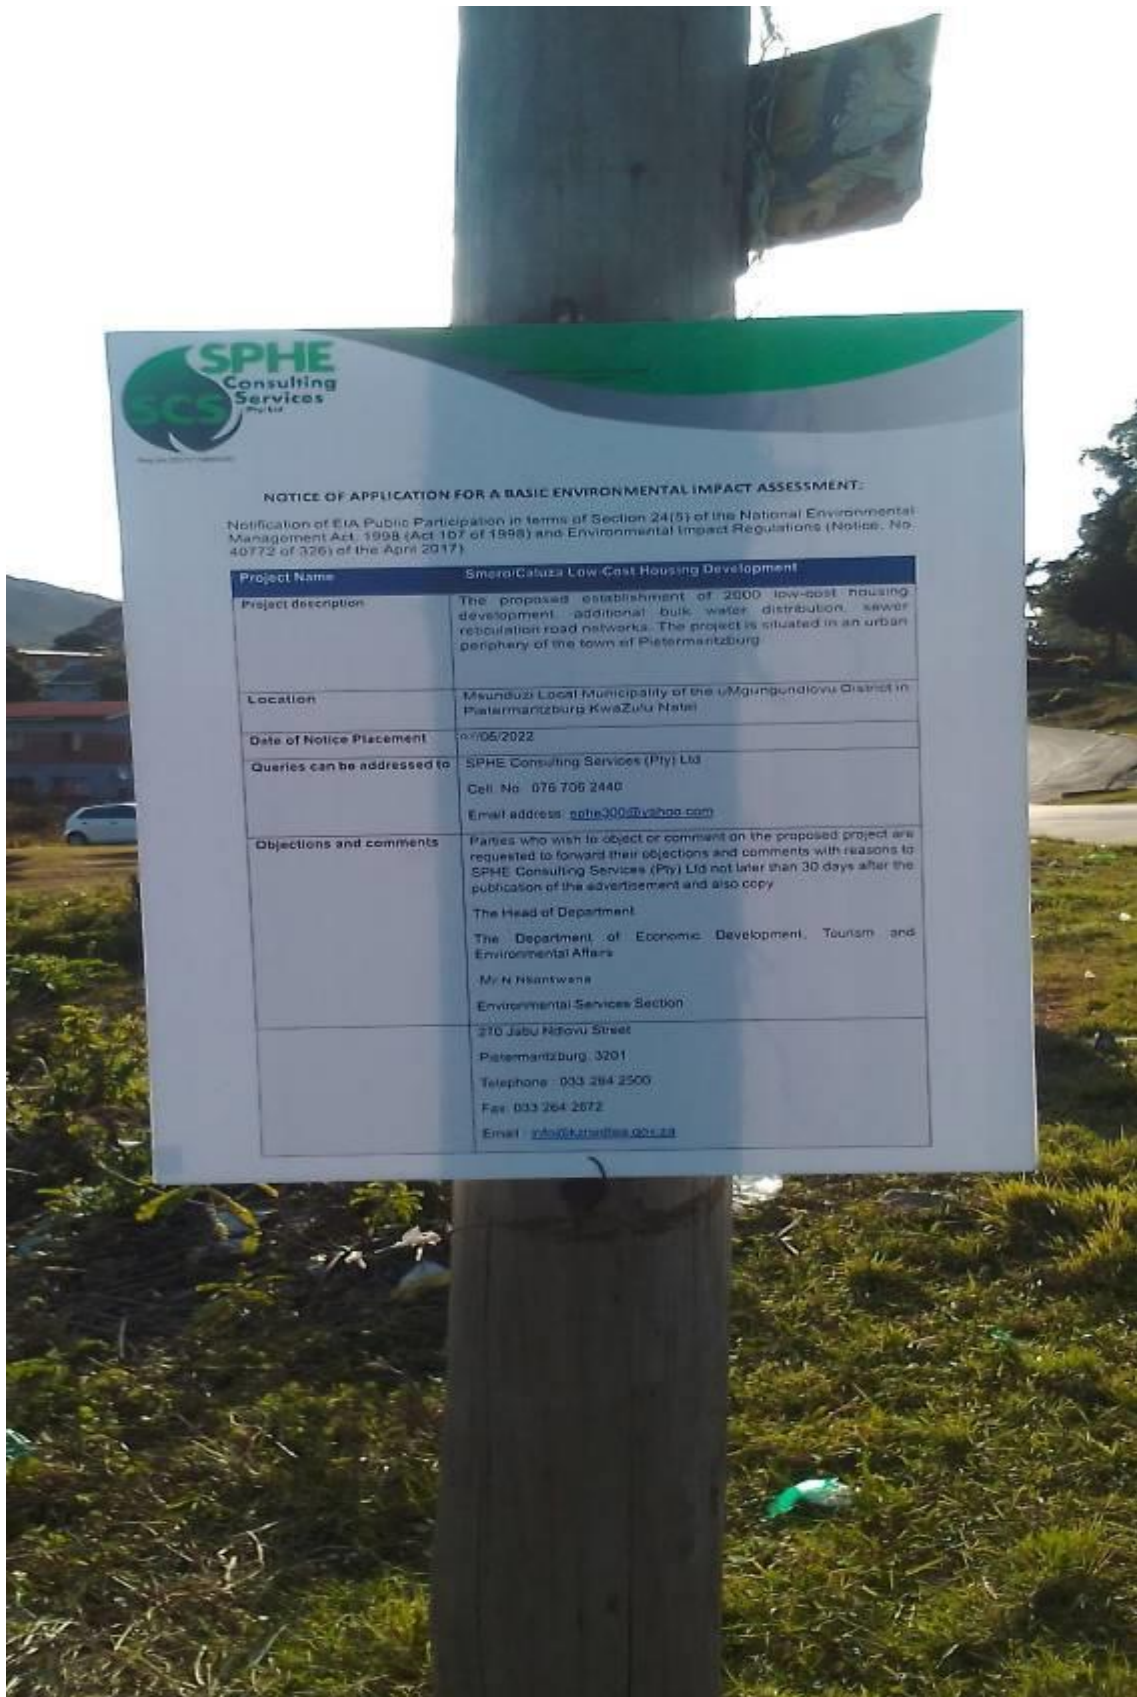 SPHE
Consulting
Services
Pty Ltd
SCS
NOTICE OF APPLICATION FOR A BASIC ENVIRONMENTAL IMPACT ASSESSMENT:
Notification of EIA Public Participation in terms of Section 24(5) of the National Environmental
Management Act, 1998 (Act 107 of 1998) and Environmental Impact Regulations (Notice, No
40772 of 326) of the April 2017)
Project Name Smero/Caluza Low-Cost Housing Development
Project description The proposed establishment of 2000 low-cost housing
development, additional bulk water distribution, sewer
reticulation road networks. The project is situated in an urban
periphery of the town of Pietermaritzburg
Location Msunduzi Local Municipality of the uMgungundlovu District in
Pietermaritzburg KwaZulu Natal
Date of Notice Placement /05/2022
Queries can be addressed to SPHE Consulting Services (Pty) Ltd
Cell. No: 076 706 2440
Email address: sphe300@yahoo.com
Objections and comments Parties who wish to object or comment on the proposed project are
requested to forward their objections and comments with reasons to
SPHE Consulting Services (Pty) Ltd not later than 30 days after the
publication of the advertisement and also copy
The Head of Department
The Department of Economic Development, Tourism and
Environmental Affairs
Mr N
Environmental Services Section
270 Jabu Ndlovu Street
Pietermaritzburg, 3201
Telephone : 033 264 2500
Fax: 033 264 2672
Email :